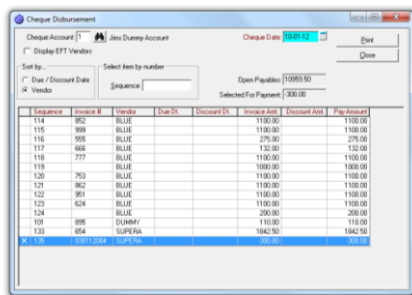 Cheque Disbursement
Cheque Account: 1 Jims Dummy Account Cheque Date: 10-01-12 Print
Display EFT Vendors Close
Sort by... Select item by number
Due / Discount Date Open Payables: 10959.50
Vendor Sequence: Selected For Payment: -300.00
Sequence Invoice # Vendor Due Dt. Discount Dt. Invoice Amt. Discount Amt. Pay Amount
114 852 BLUE 1100.00 1100.00
115 999 BLUE 1100.00 1100.00
116 555 BLUE 275.00 275.00
117 666 BLUE 132.00 132.00
118 777 BLUE 1100.00 1100.00
119 BLUE 1000.00 1000.00
120 753 BLUE 1100.00 1100.00
121 862 BLUE 1100.00 1100.00
122 951 BLUE 1100.00 1100.00
123 624 BLUE 1100.00 1100.00
124 BLUE 200.00 200.00
101 895 DUMMY 110.00 110.00
133 654 SUPERA 1842.50 1842.50
X 135 030112064 SUPERA -300.00 -300.00